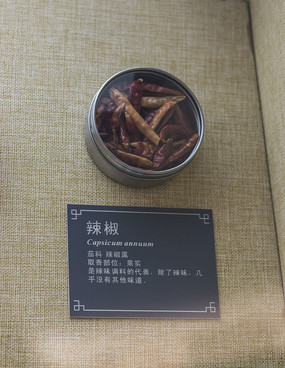 辣椒
Capsicum annuum
茄科 辣椒属
取香部位：果实
是辣味调料的代表，除了辣味，几
乎没有其他味道。